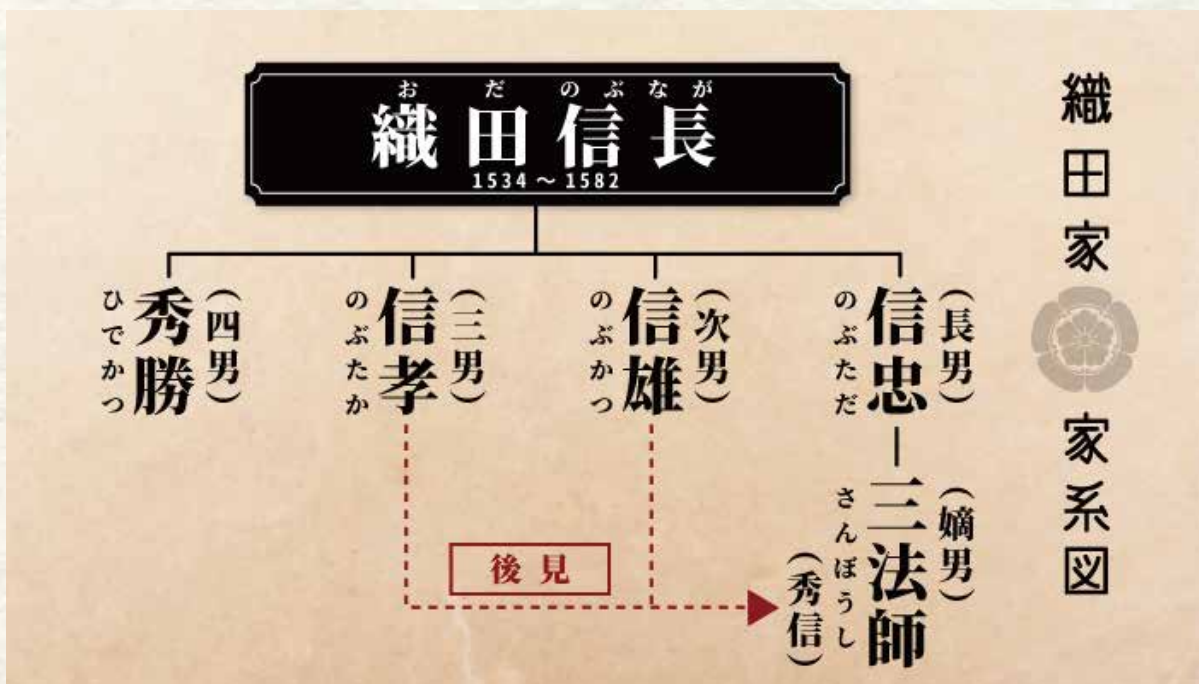 織田家家系図
おだのぶなが
織田信長
1534～1582
(長男)
信忠
のぶただ
(嫡男)
三法師
さんぼうし
(秀信)
(次男)
信雄
のぶかつ
(三男)
信孝
のぶたか
(四男)
秀勝
ひでかつ
後見